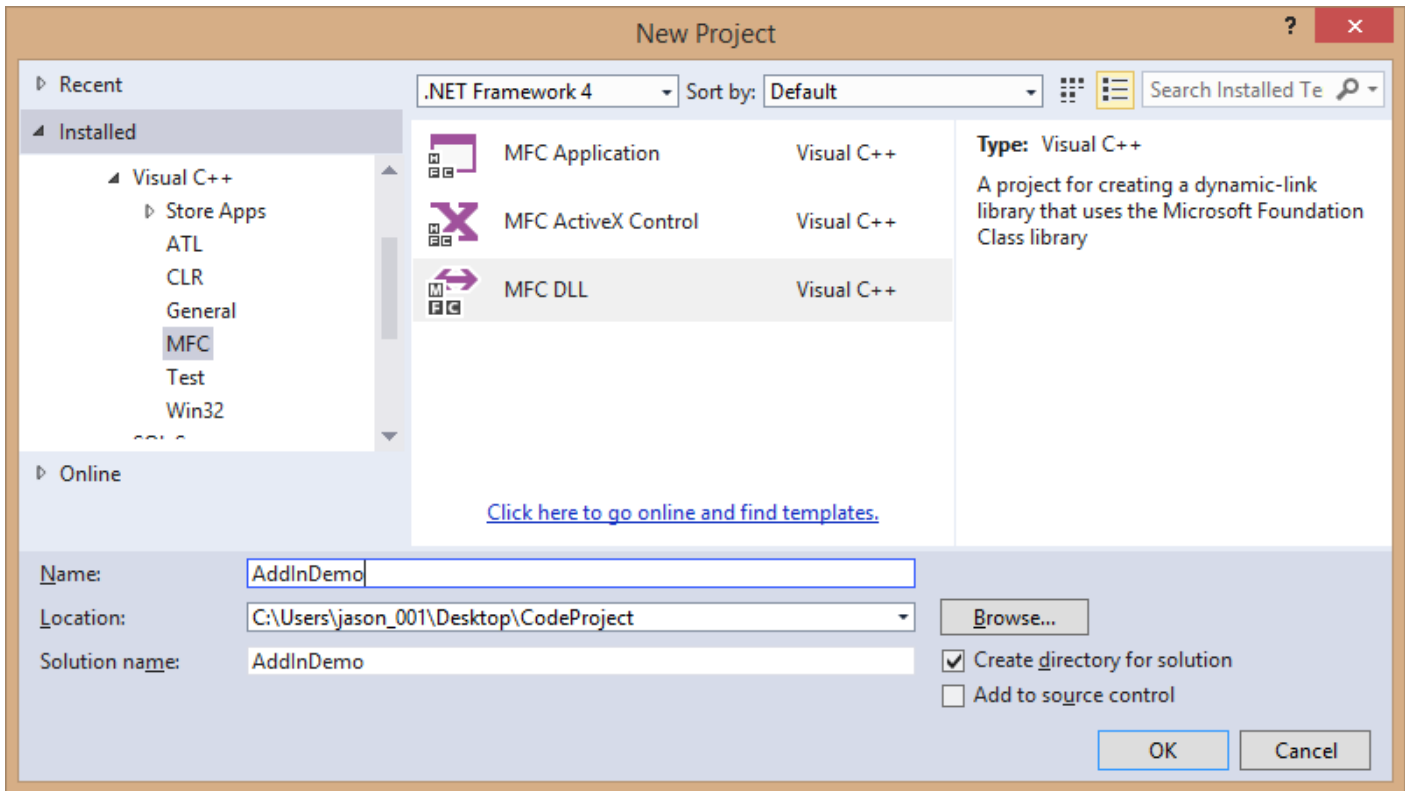 New Project
?
Recent
Installed
Visual C++
Store Apps
ATL
CLR
General
MFC
Test
Win32
Online
.NET Framework 4
Sort by: Default
Search Installed Te
MFC Application Visual C++
MFC ActiveX Control Visual C++
MFC DLL Visual C++
Click here to go online and find templates.
Type: Visual C++
A project for creating a dynamic-link
library that uses the Microsoft Foundation
Class library
Name: AddInDemo
Location: C:\Users\jason_001\Desktop\CodeProject
Browse...
Solution name: AddInDemo
Create directory for solution
Add to source control
OK Cancel